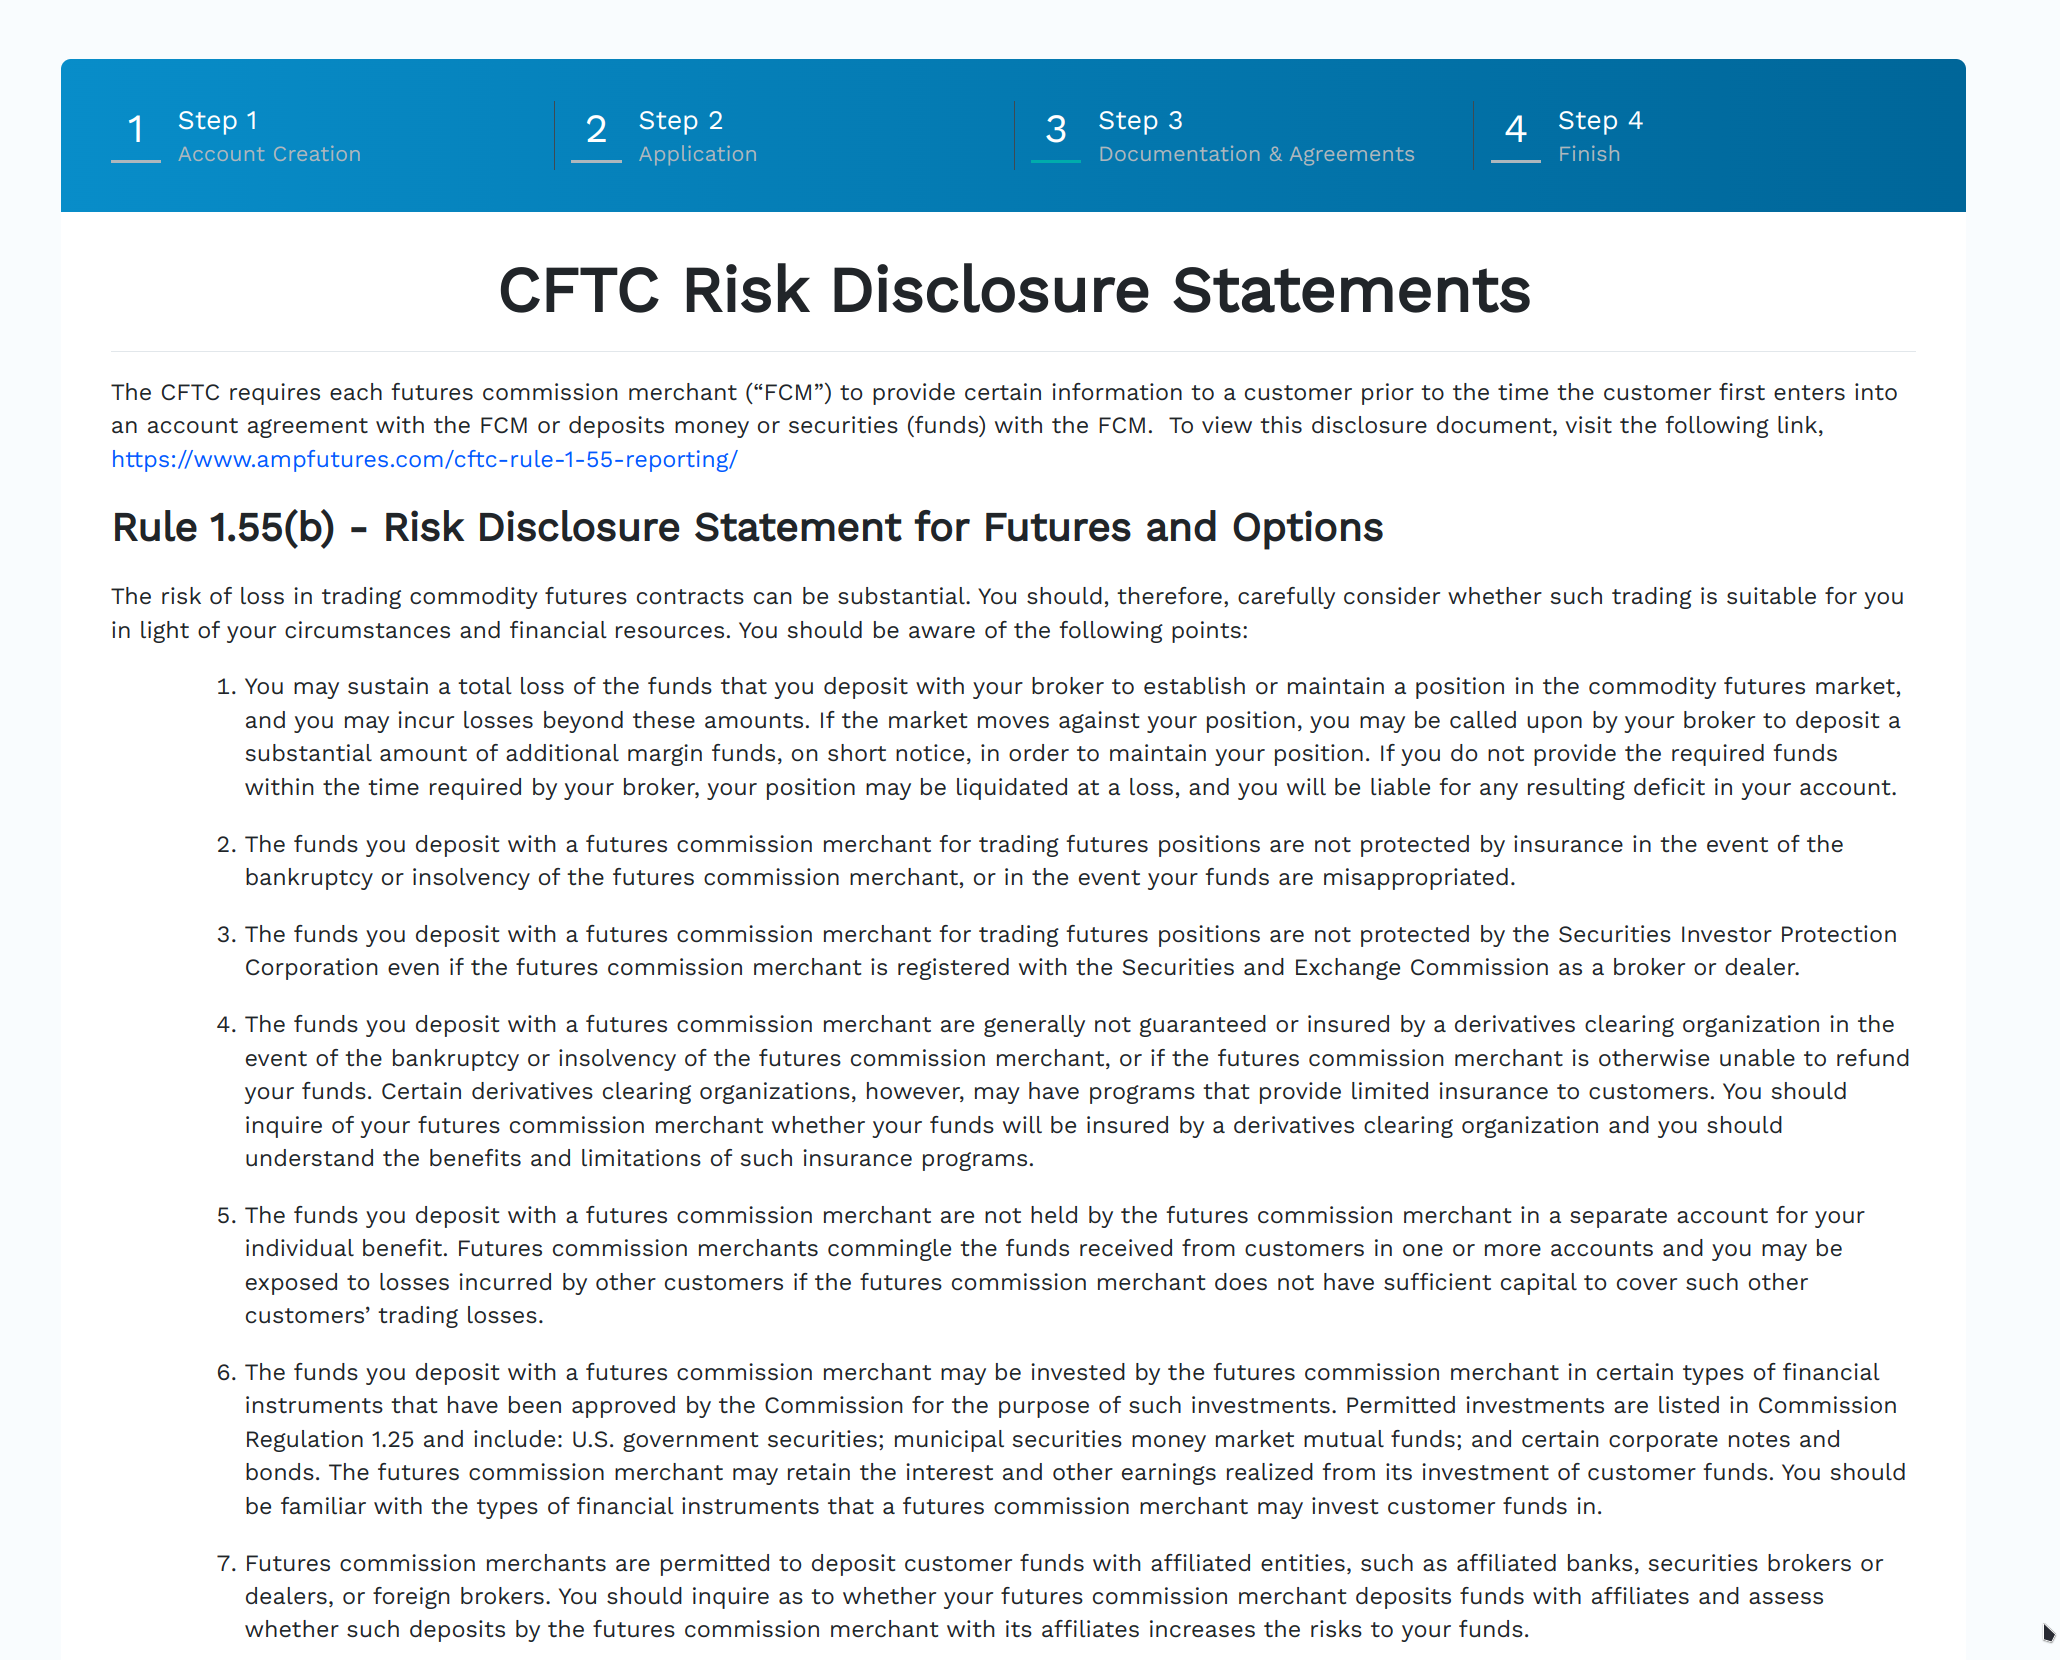 1 Step 1
Account Creation
2 Step 2
Application
3 Step 3
Documentation & Agreements
4 Step 4
Finish
CFTC Risk Disclosure Statements
The CFTC requires each futures commission merchant (“FCM”) to provide certain information to a customer prior to the time the customer first enters into
an account agreement with the FCM or deposits money or securities (funds) with the FCM.  To view this disclosure document, visit the following link,
https://www.ampfutures.com/cftc-rule-1-55-reporting/
Rule 1.55(b) - Risk Disclosure Statement for Futures and Options
The risk of loss in trading commodity futures contracts can be substantial. You should, therefore, carefully consider whether such trading is suitable for you
in light of your circumstances and financial resources. You should be aware of the following points:
1. You may sustain a total loss of the funds that you deposit with your broker to establish or maintain a position in the commodity futures market,
and you may incur losses beyond these amounts. If the market moves against your position, you may be called upon by your broker to deposit a
substantial amount of additional margin funds, on short notice, in order to maintain your position. If you do not provide the required funds
within the time required by your broker, your position may be liquidated at a loss, and you will be liable for any resulting deficit in your account.
2. The funds you deposit with a futures commission merchant for trading futures positions are not protected by insurance in the event of the
bankruptcy or insolvency of the futures commission merchant, or in the event your funds are misappropriated.
3. The funds you deposit with a futures commission merchant for trading futures positions are not protected by the Securities Investor Protection
Corporation even if the futures commission merchant is registered with the Securities and Exchange Commission as a broker or dealer.
4. The funds you deposit with a futures commission merchant are generally not guaranteed or insured by a derivatives clearing organization in the
event of the bankruptcy or insolvency of the futures commission merchant, or if the futures commission merchant is otherwise unable to refund
your funds. Certain derivatives clearing organizations, however, may have programs that provide limited insurance to customers. You should
inquire of your futures commission merchant whether your funds will be insured by a derivatives clearing organization and you should
understand the benefits and limitations of such insurance programs.
5. The funds you deposit with a futures commission merchant are not held by the futures commission merchant in a separate account for your
individual benefit. Futures commission merchants commingle the funds received from customers in one or more accounts and you may be
exposed to losses incurred by other customers if the futures commission merchant does not have sufficient capital to cover such other
customers’ trading losses.
6. The funds you deposit with a futures commission merchant may be invested by the futures commission merchant in certain types of financial
instruments that have been approved by the Commission for the purpose of such investments. Permitted investments are listed in Commission
Regulation 1.25 and include: U.S. government securities; municipal securities money market mutual funds; and certain corporate notes and
bonds. The futures commission merchant may retain the interest and other earnings realized from its investment of customer funds. You should
be familiar with the types of financial instruments that a futures commission merchant may invest customer funds in.
7. Futures commission merchants are permitted to deposit customer funds with affiliated entities, such as affiliated banks, securities brokers or
dealers, or foreign brokers. You should inquire as to whether your futures commission merchant deposits funds with affiliates and assess
whether such deposits by the futures commission merchant with its affiliates increases the risks to your funds.